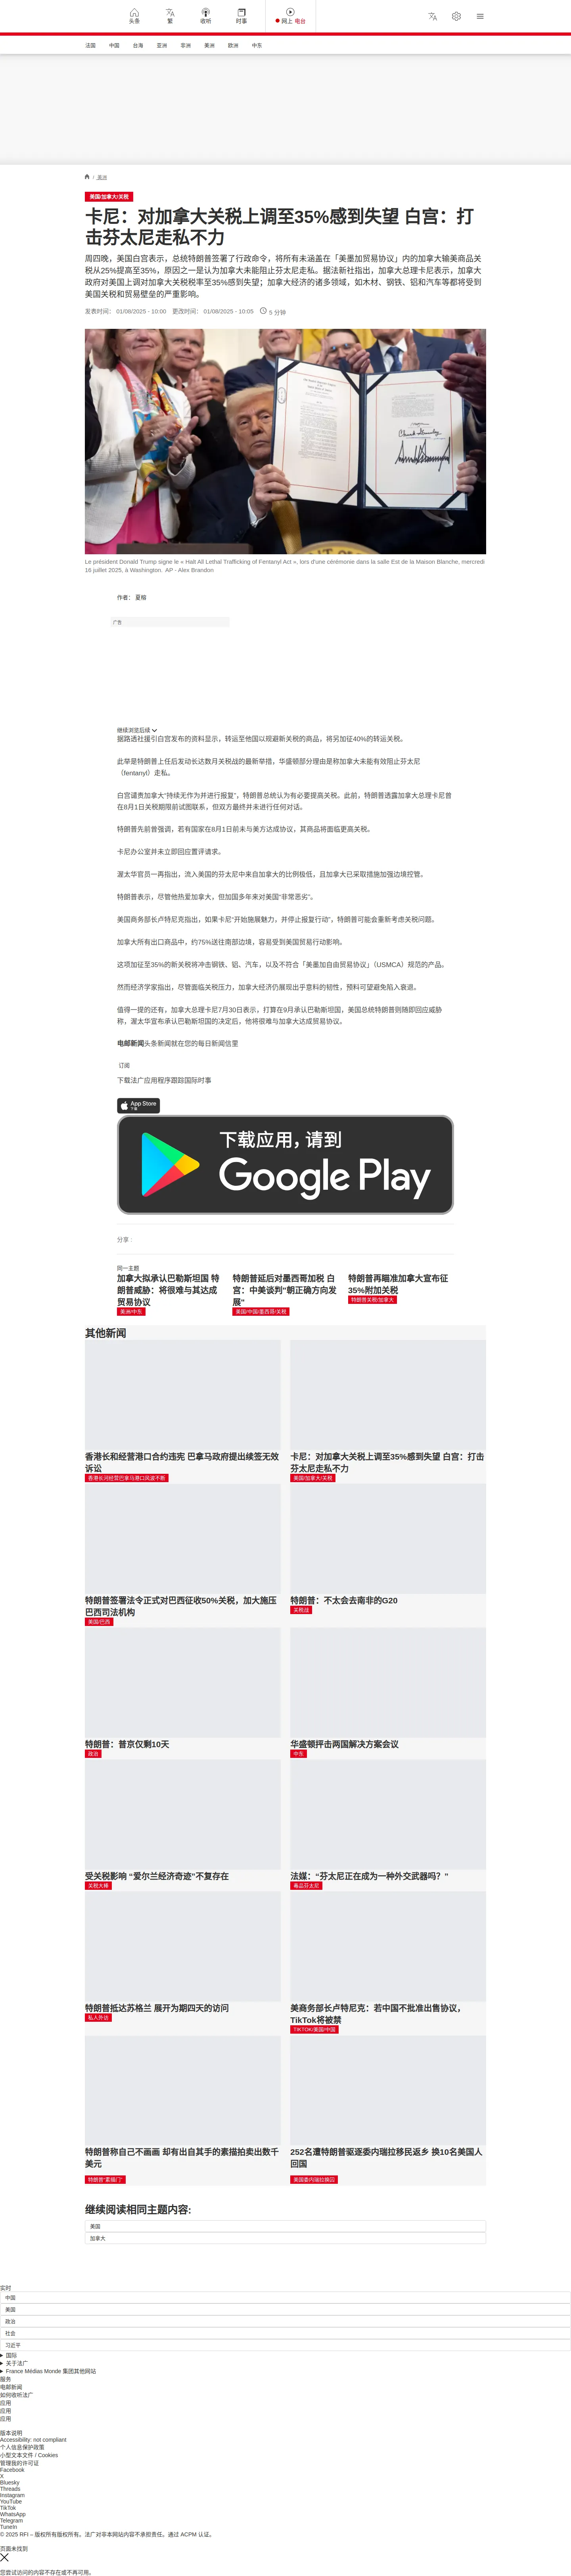 头条
繁
收听
时事
网上 电台
法国
中国
台海
亚洲
非洲
美洲
欧洲
中东
/ 美洲
美国/加拿大/关税
卡尼：对加拿大关税上调至35%感到失望 白宫：打
击芬太尼走私不力
周四晚，美国白宫表示，总统特朗普签署了行政命令，将所有未涵盖在「美墨加贸易协议」内的加拿大输美商品关
税从25%提高至35%，原因之一是认为加拿大未能阻止芬太尼走私。据法新社指出，加拿大总理卡尼表示，加拿大
政府对美国上调对加拿大关税税率至35%感到失望；加拿大经济的诸多领域，如木材、钢铁、铝和汽车等都将受到
美国关税和贸易壁垒的严重影响。
发表时间： 01/08/2025 - 10:00
更改时间： 01/08/2025 - 10:05
5 分钟
Le président Donald Trump signe le « Halt All Lethal Trafficking of Fentanyl Act », lors d'une cérémonie dans la salle Est de la Maison Blanche, mercredi
16 juillet 2025, à Washington. AP - Alex Brandon
作者： 夏榕
广告
继续浏览后续
据路透社援引白宫发布的资料显示，转运至他国以规避新关税的商品，将另加征40%的转运关税。
此举是特朗普上任后发动长达数月关税战的最新举措，华盛顿部分理由是称加拿大未能有效阻止芬太尼
（fentanyl）走私。
白宫谴责加拿大“持续无作为并进行报复”，特朗普总统认为有必要提高关税。此前，特朗普透露加拿大总理卡尼曾
在8月1日关税期限前试图联系，但双方最终并未进行任何对话。
特朗普先前曾强调，若有国家在8月1日前未与美方达成协议，其商品将面临更高关税。
卡尼办公室并未立即回应置评请求。
渥太华官员一再指出，流入美国的芬太尼中来自加拿大的比例极低，且加拿大已采取措施加强边境控管。
特朗普表示，尽管他热爱加拿大，但加国多年来对美国“非常恶劣”。
美国商务部长卢特尼克指出，如果卡尼“开始施展魅力，并停止报复行动”，特朗普可能会重新考虑关税问题。
加拿大所有出口商品中，约75%送往南部边境，容易受到美国贸易行动影响。
这项加征至35%的新关税将冲击钢铁、铝、汽车，以及不符合「美墨加自由贸易协议」（USMCA）规范的产品。
然而经济学家指出，尽管面临关税压力，加拿大经济仍展现出乎意料的韧性，预料可望避免陷入衰退。
值得一提的还有，加拿大总理卡尼7月30日表示，打算在9月承认巴勒斯坦国，美国总统特朗普则随即回应威胁
称，渥太华宣布承认巴勒斯坦国的决定后，他将很难与加拿大达成贸易协议。
电邮新闻头条新闻就在您的每日新闻信里
订阅
下载法广应用程序跟踪国际时事
App Store
下载
下载应用，请到
Google Play
分享 :
同一主题
加拿大拟承认巴勒斯坦国 特
朗普威胁：将很难与其达成
贸易协议
美洲/中东
特朗普延后对墨西哥加税 白
宫：中美谈判“朝正确方向发
展”
美国/中国/墨西哥/关税
特朗普再瞄准加拿大宣布征
35%附加关税
特朗普关税/加拿大
其他新闻
香港长和经营港口合约违宪 巴拿马政府提出续签无效
诉讼
香港长河经营巴拿马港口风波不断
卡尼：对加拿大关税上调至35%感到失望 白宫：打击
芬太尼走私不力
美国/加拿大/关税
特朗普签署法令正式对巴西征收50%关税，加大施压
巴西司法机构
美国/巴西
特朗普：不太会去南非的G20
关税战
特朗普：普京仅剩10天
政治
华盛顿抨击两国解决方案会议
中东
受关税影响 “爱尔兰经济奇迹”不复存在
关税大棒
法媒：“芬太尼正在成为一种外交武器吗？”
毒品芬太尼
特朗普抵达苏格兰 展开为期四天的访问
私人外访
美商务部长卢特尼克：若中国不批准出售协议，
TikTok将被禁
TIKTOK/美国/中国
特朗普称自己不画画 却有出自其手的素描拍卖出数千
美元
特朗普“素描门”
252名遭特朗普驱逐委内瑞拉移民返乡 换10名美国人
回国
美国委内瑞拉换囚
继续阅读相同主题内容:
美国
加拿大
实时
中国
美国
政治
社会
习近平
国际
关于法广
France Médias Monde 集团其他网站
服务
电邮新闻
如何收听法广
应用
应用
应用
版本说明
Accessibility: not compliant
个人信息保护政策
小型文本文件 / Cookies
管理我的许可证
Facebook
X
Bluesky
Threads
Instagram
YouTube
TikTok
WhatsApp
Telegram
TuneIn
© 2025 RFI – 版权所有版权所有。法广对非本网站内容不承担责任。通过 ACPM 认证。
页面未找到
您尝试访问的内容不存在或不再可用。